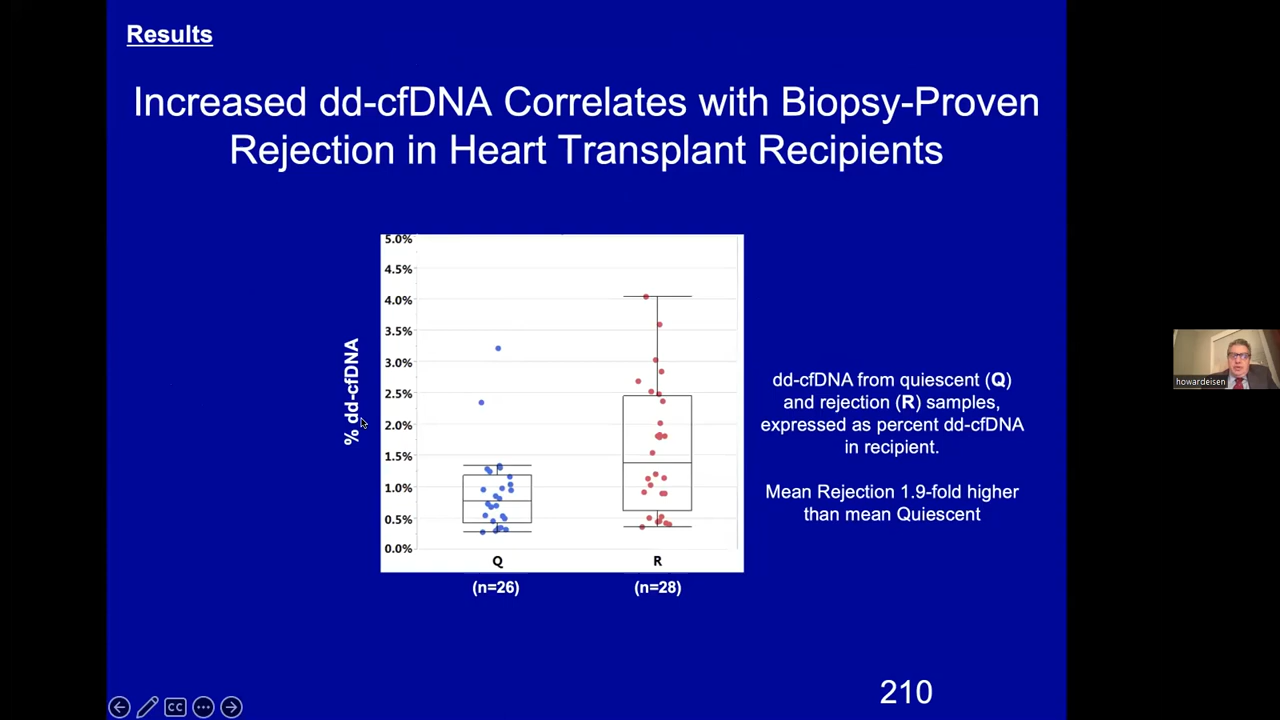 Results
Increased dd-cfDNA Correlates with Biopsy-Proven
Rejection in Heart Transplant Recipients
5.0%
4.5%
4.0%
3.5%
3.0%
2.5%
2.0%
1.5%
1.0%
0.5%
0.0%
% dd-cfDNA
Q
R
(n=26)
(n=28)
dd-cfDNA from quiescent (Q)
and rejection (R) samples,
expressed as percent dd-cfDNA
in recipient.
Mean Rejection 1.9-fold higher
than mean Quiescent
howardeisen
CC
210